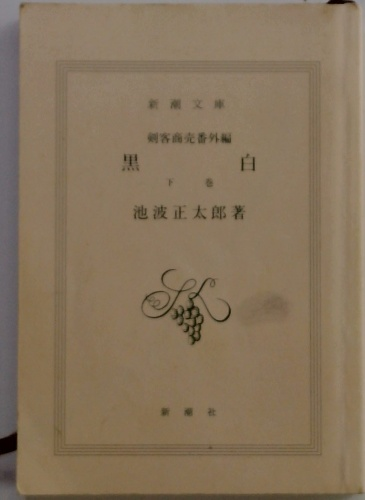 新潮文庫
剣客商売番外編
黒白
下巻
池波正太郎著
新潮社